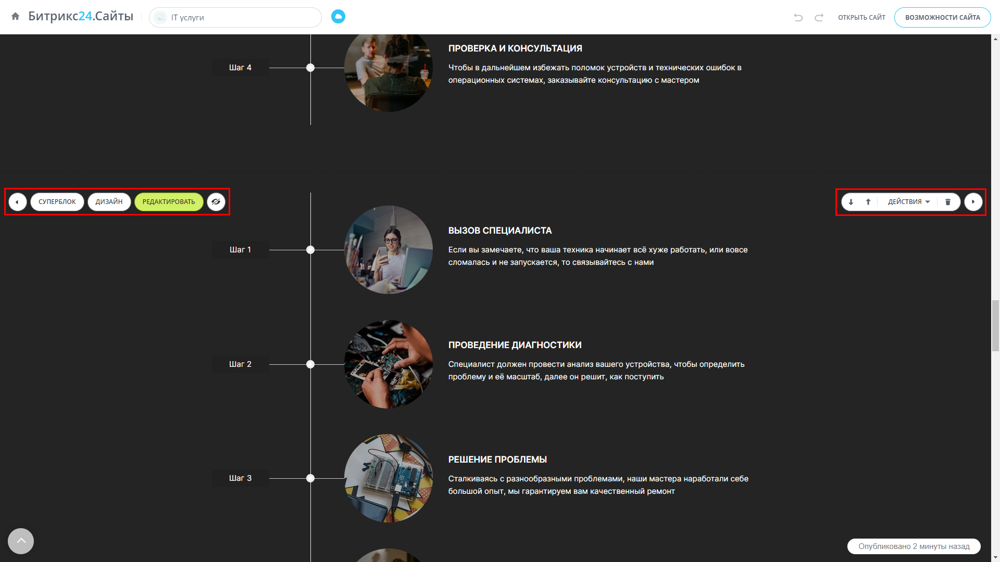 Битрикс24.Сайты
IT услуги
ОТКРЫТЬ САЙТ
ВОЗМОЖНОСТИ САЙТА
ПРОВЕРКА И КОНСУЛЬТАЦИЯ
Шаг 4
Чтобы в дальнейшем избежать поломок устройств и технических ошибок в
операционных системах, заказывайте консультацию с мастером
СУПЕРБЛОК
ДИЗАЙН
РЕДАКТИРОВАТЬ
ДЕЙСТВИЯ
ВЫЗОВ СПЕЦИАЛИСТА
Шаг 1
Если вы замечаете, что ваша техника начинает всё хуже работать, или вовсе
сломалась и не запускается, то связывайтесь с нами
ПРОВЕДЕНИЕ ДИАГНОСТИКИ
Шаг 2
Специалист должен провести анализ вашего устройства, чтобы определить
проблему и её масштаб, далее он решит, как поступить
РЕШЕНИЕ ПРОБЛЕМЫ
Шаг 3
Сталкиваясь с разнообразными проблемами, наши мастера наработали себе
большой опыт, мы гарантируем вам качественный ремонт
Опубликовано 2 минуты назад